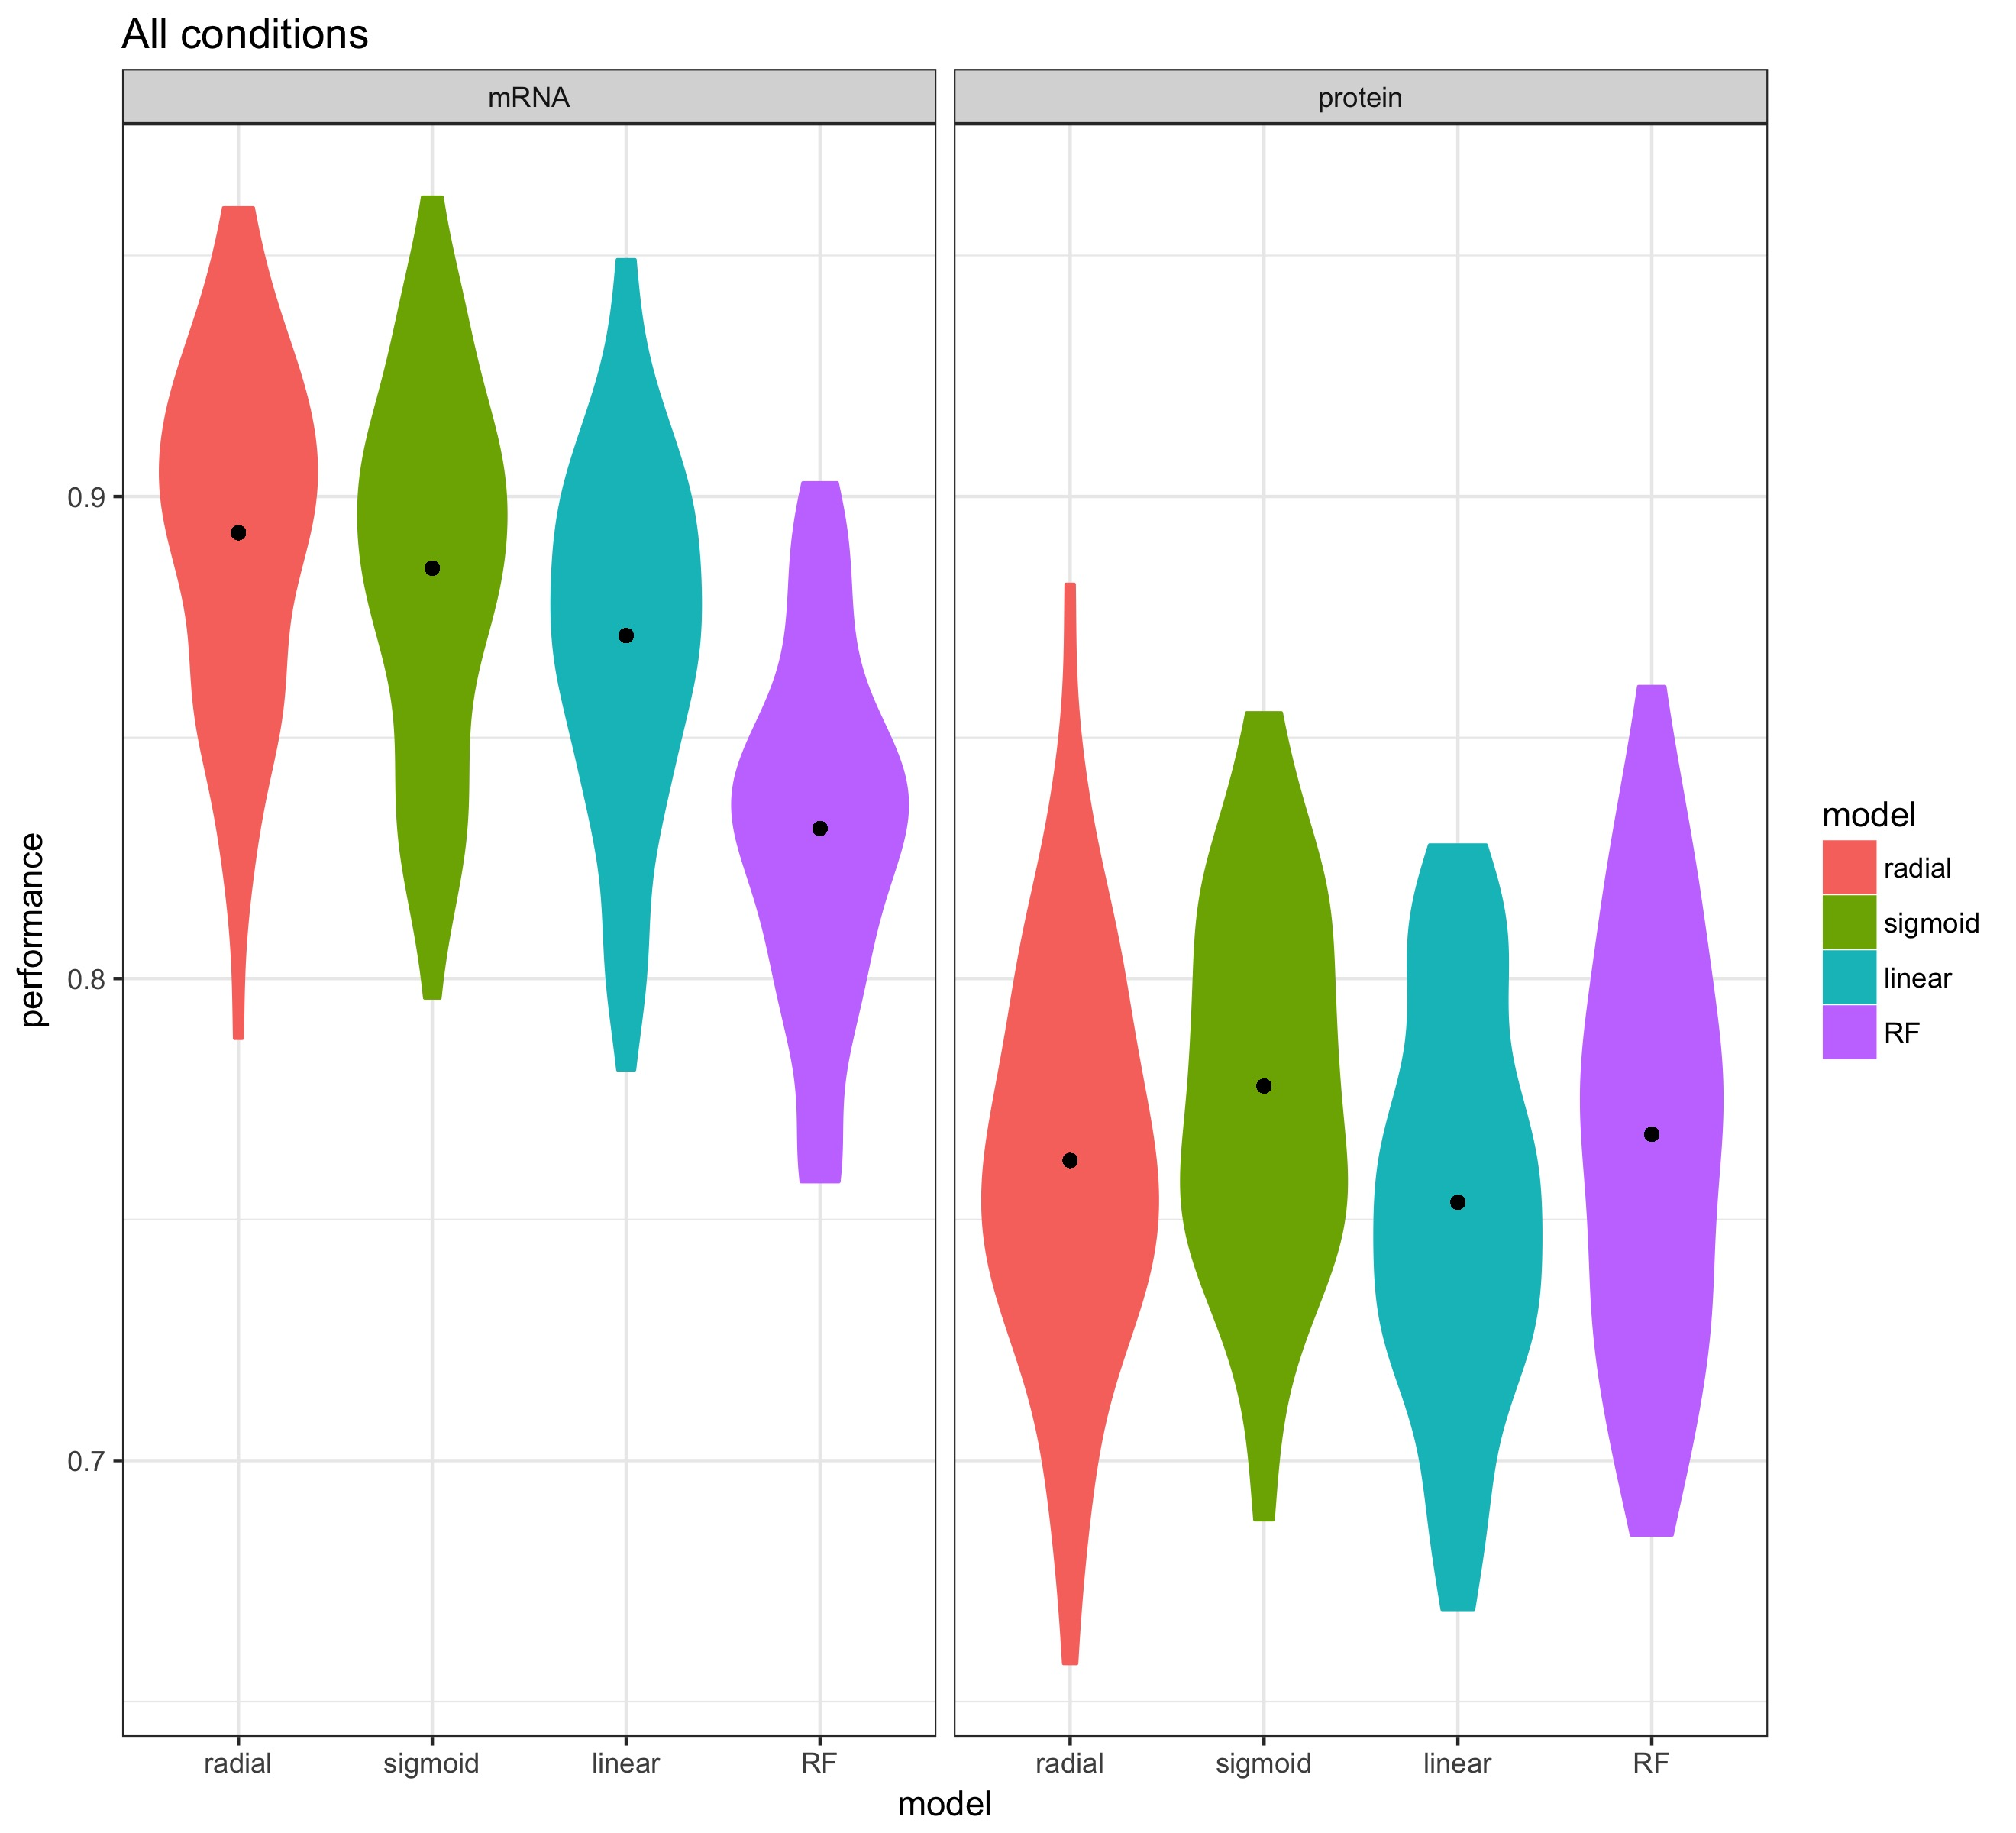 All conditions
mRNA
protein
performance
0.9
0.8
0.7
radial
sigmoid
linear
RF
radial
sigmoid
linear
RF
model
model
radial
sigmoid
linear
RF